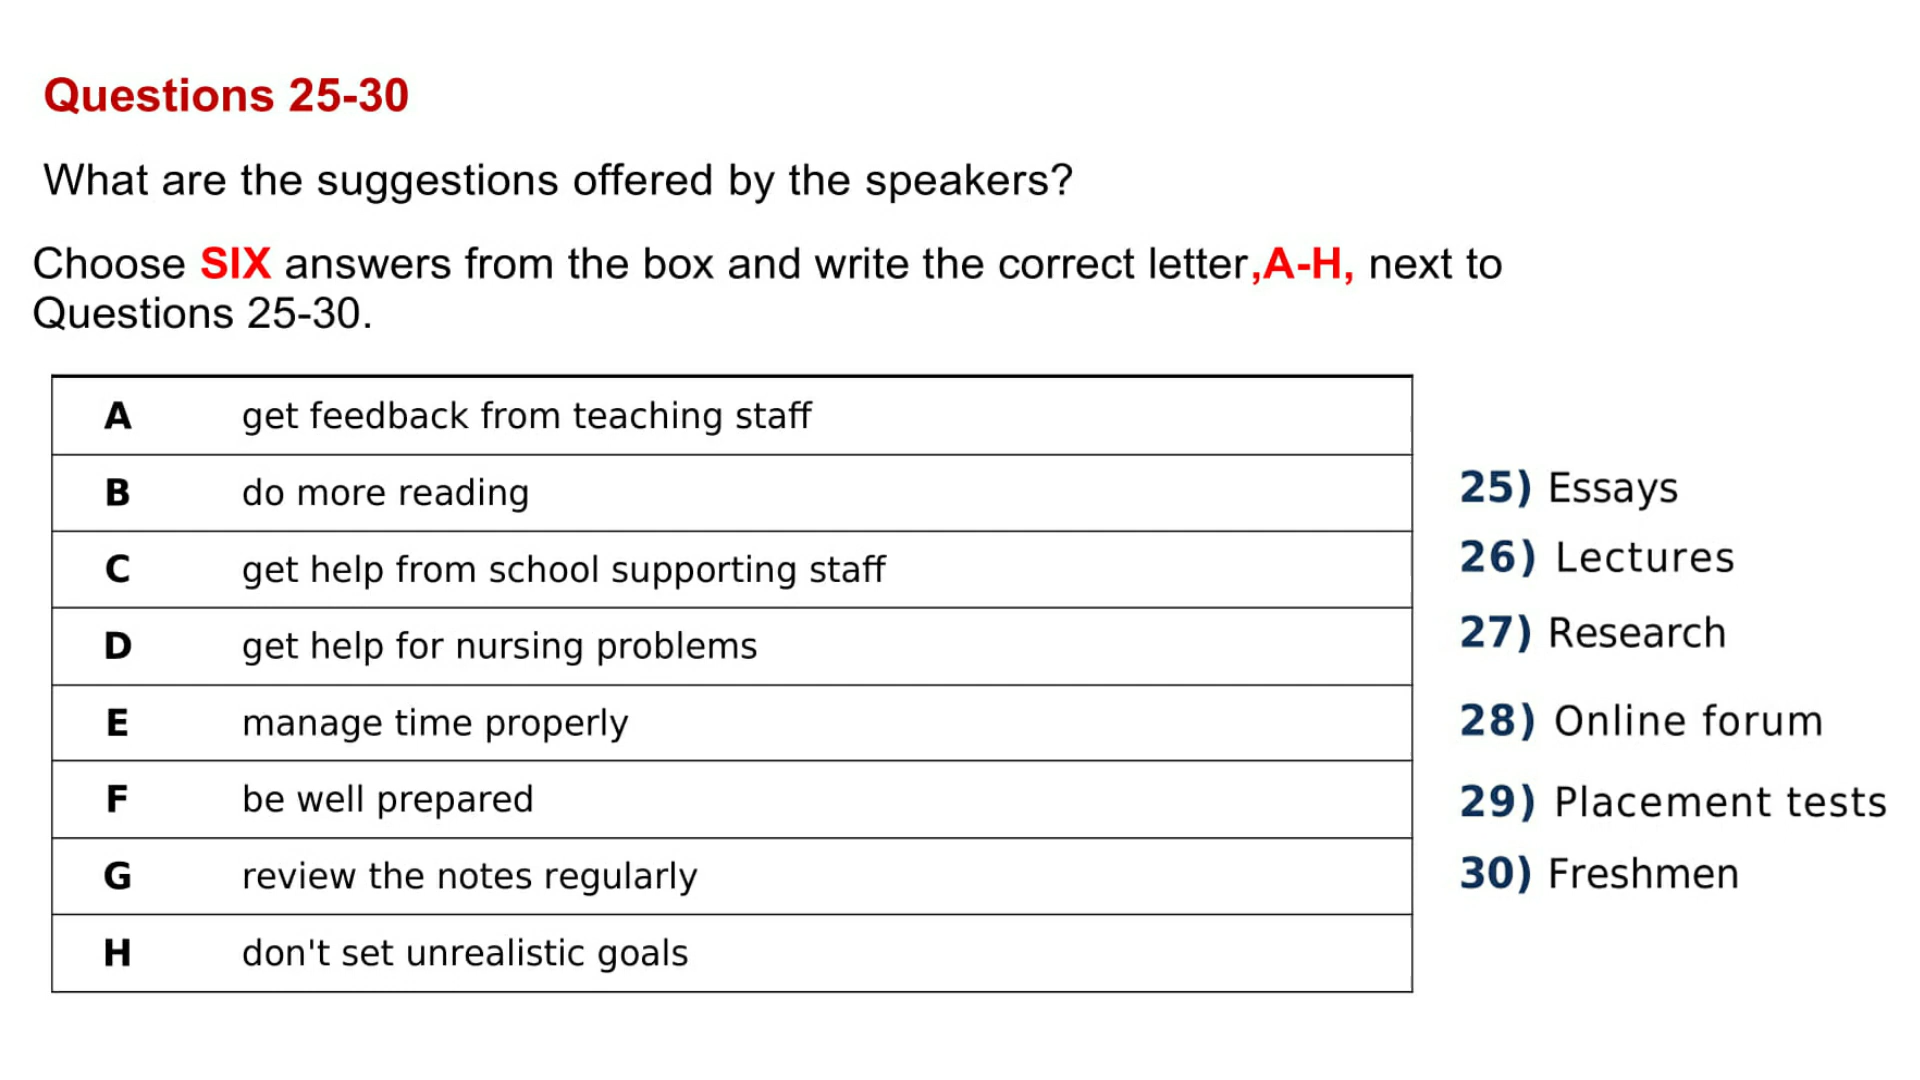 Questions 25-30
What are the suggestions offered by the speakers?
Choose SIX answers from the box and write the correct letter,A-H, next to
Questions 25-30.
A get feedback from teaching staff
B do more reading
C get help from school supporting staff
D get help for nursing problems
E manage time properly
F be well prepared
G review the notes regularly
H don't set unrealistic goals
25) Essays
26) Lectures
27) Research
28) Online forum
29) Placement tests
30) Freshmen